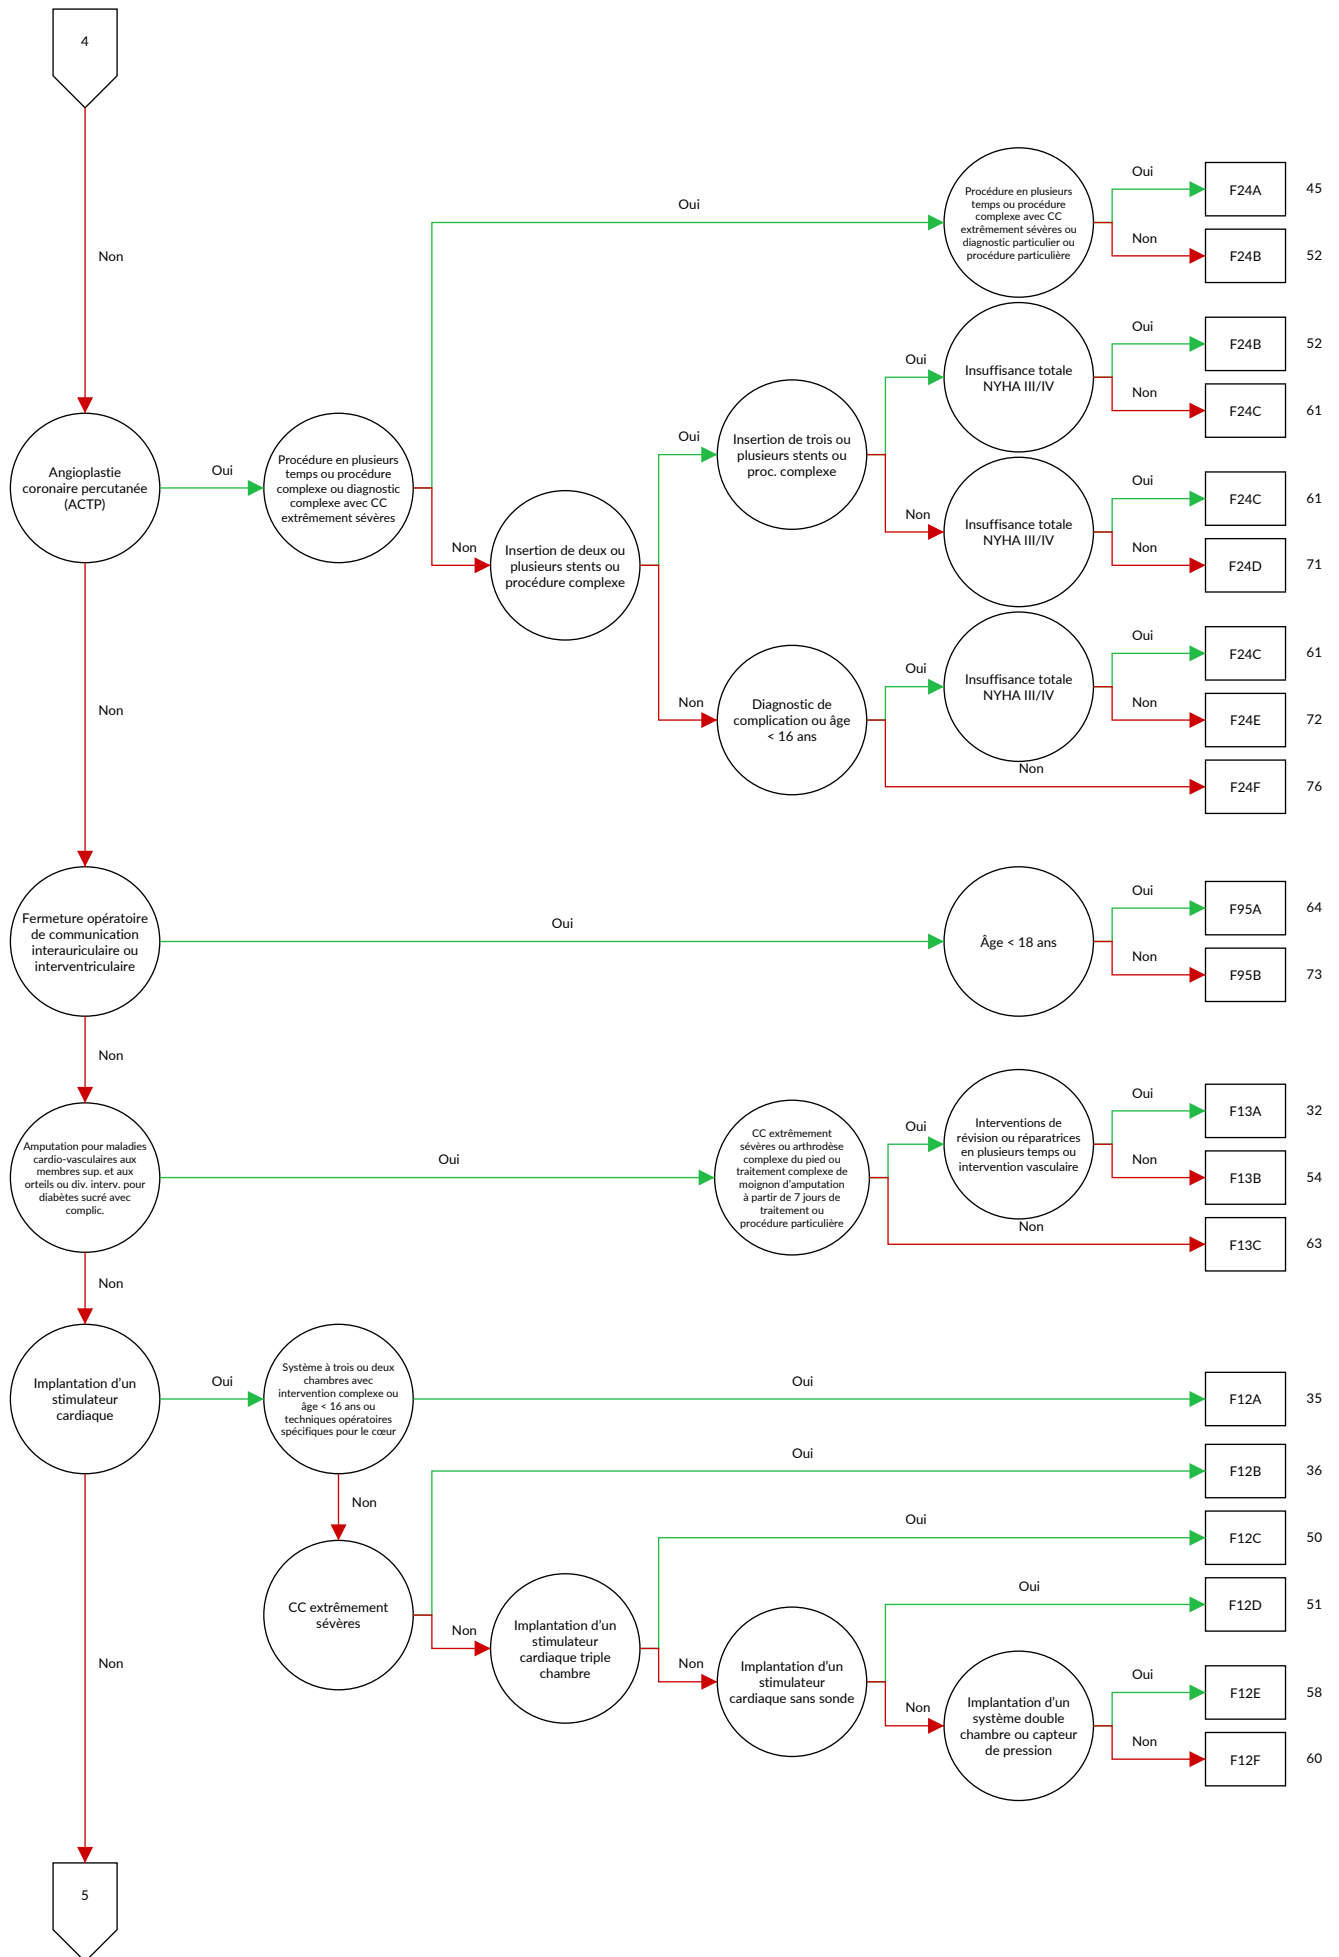 4
Non
Angioplastie
coronaire percutanée
(ACTP)
Oui
Procédure en plusieurs
temps ou procédure
complexe ou diagnostic
complexe avec CC
extrêmement sévères
Oui
Procédure en plusieurs
temps ou procédure
complexe avec CC
extrêmement sévères ou
diagnostic particulier ou
procédure particulière
Oui
F24A
45
Non
F24B
52
Non
Insertion de deux ou
plusieurs stents ou
procédure complexe
Oui
Insertion de trois ou
plusieurs stents ou
proc. complexe
Oui
Insuffisance totale
NYHA III/IV
Oui
F24B
52
Non
F24C
61
Non
Insuffisance totale
NYHA III/IV
Oui
F24C
61
Non
F24D
71
Non
Diagnostic de
complication ou âge
< 16 ans
Oui
Insuffisance totale
NYHA III/IV
Oui
F24C
61
Non
F24E
72
Non
F24F
76
Non
Fermeture opératoire
de communication
interauriculaire ou
interventriculaire
Oui
Âge < 18 ans
Oui
F95A
64
Non
F95B
73
Non
Amputation pour maladies
cardio-vasculaires aux
membres sup. et aux
orteils ou div. interv. pour
diabètes sucré avec
complic.
Oui
CC extrêmement
sévères ou arthrodèse
complexe du pied ou
traitement complexe de
moignon d’amputation
à partir de 7 jours de
traitement ou
procédure particulière
Oui
Interventions de
révision ou réparatrices
en plusieurs temps ou
intervention vasculaire
Oui
F13A
32
Non
F13B
54
Non
F13C
63
Non
Implantation d’un
stimulateur
cardiaque
Oui
Système à trois ou deux
chambres avec
intervention complexe ou
âge < 16 ans ou
techniques opératoires
spécifiques pour le cœur
Oui
F12A
35
Non
CC extrêmement
sévères
Oui
F12B
36
Non
Implantation d’un
stimulateur
cardiaque triple
chambre
Oui
F12C
50
Non
Implantation d’un
stimulateur
cardiaque sans sonde
Oui
F12D
51
Non
Implantation d’un
système double
chambre ou capteur
de pression
Oui
F12E
58
Non
F12F
60
Non
5